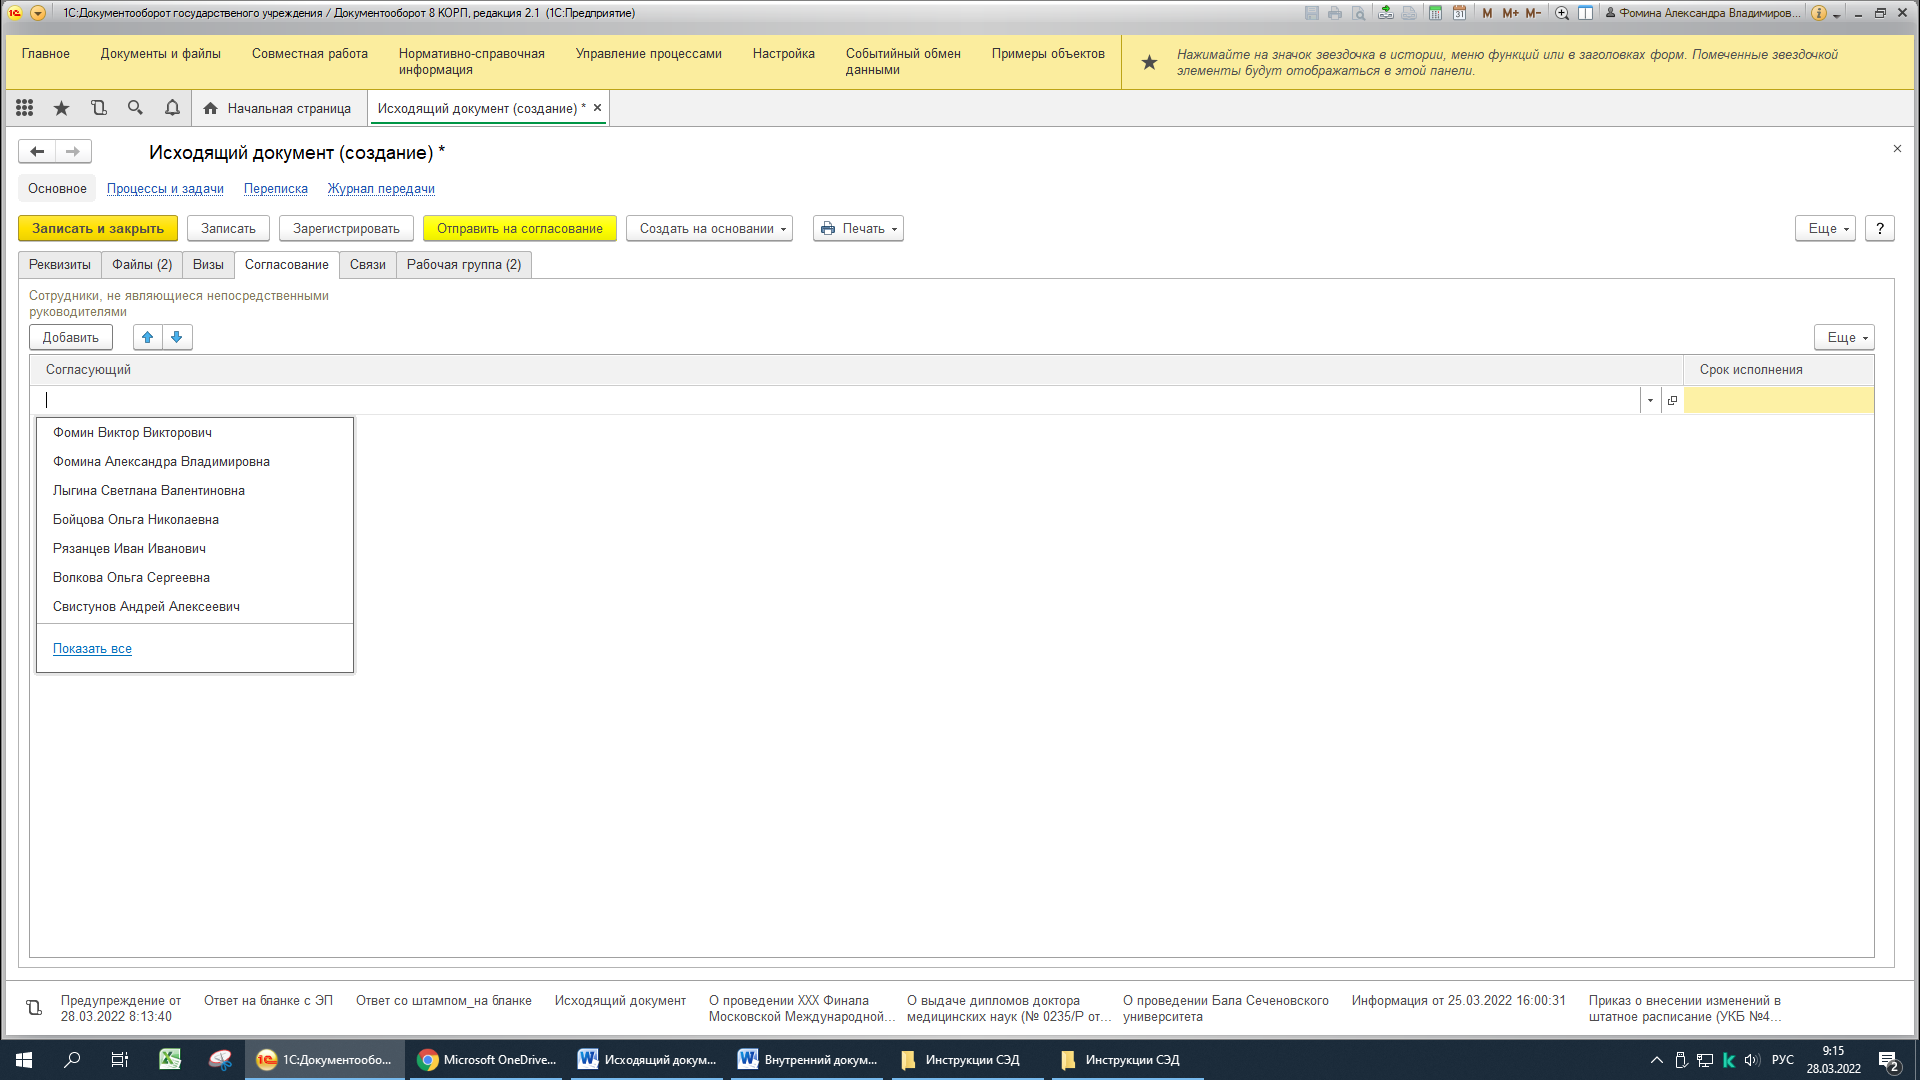 1С:Документооборот государственого учреждения / Документооборот 8 КОРП, редакция 2.1 (1С:Предприятие)
31
M M+ M-
Фомина Александра Владимиров...
Главное
Документы и файлы
Совместная работа
Нормативно-справочная
информация
Управление процессами
Настройка
Событийный обмен
данными
Примеры объектов
Нажимайте на значок звездочка в истории, меню функций или в заголовках форм. Помеченные звездочкой
элементы будут отображаться в этой панели.
Начальная страница
Исходящий документ (создание) *
Исходящий документ (создание) *
Основное
Процессы и задачи
Переписка
Журнал передачи
Записать и закрыть
Записать
Зарегистрировать
Отправить на согласование
Создать на основании
Печать
Еще
?
Реквизиты
Файлы (2)
Визы
Согласование
Связи
Рабочая группа (2)
Сотрудники, не являющиеся непосредственными
руководителями
Добавить
Еще
Согласующий
Срок исполнения
Фомин Виктор Викторович
Фомина Александра Владимировна
Лыгина Светлана Валентиновна
Бойцова Ольга Николаевна
Рязанцев Иван Иванович
Волкова Ольга Сергеевна
Свистунов Андрей Алексеевич
Показать все
Предупреждение от
28.03.2022 8:13:40
Ответ на бланке с ЭП
Ответ со штампом_на бланке
Исходящий документ
О проведении XXX Финала
Московской Международной...
О выдаче дипломов доктора
медицинских наук (№ 0235/Р от...
О проведении Бала Сеченовского
университета
Информация от 25.03.2022 16:00:31
Приказ о внесении изменений в
штатное расписание (УКБ №4...
1С:Документообо...
Microsoft OneDrive...
Исходящий докум...
Внутренний докум...
Инструкции СЭД
Инструкции СЭД
РУС
9:15
28.03.2022
2